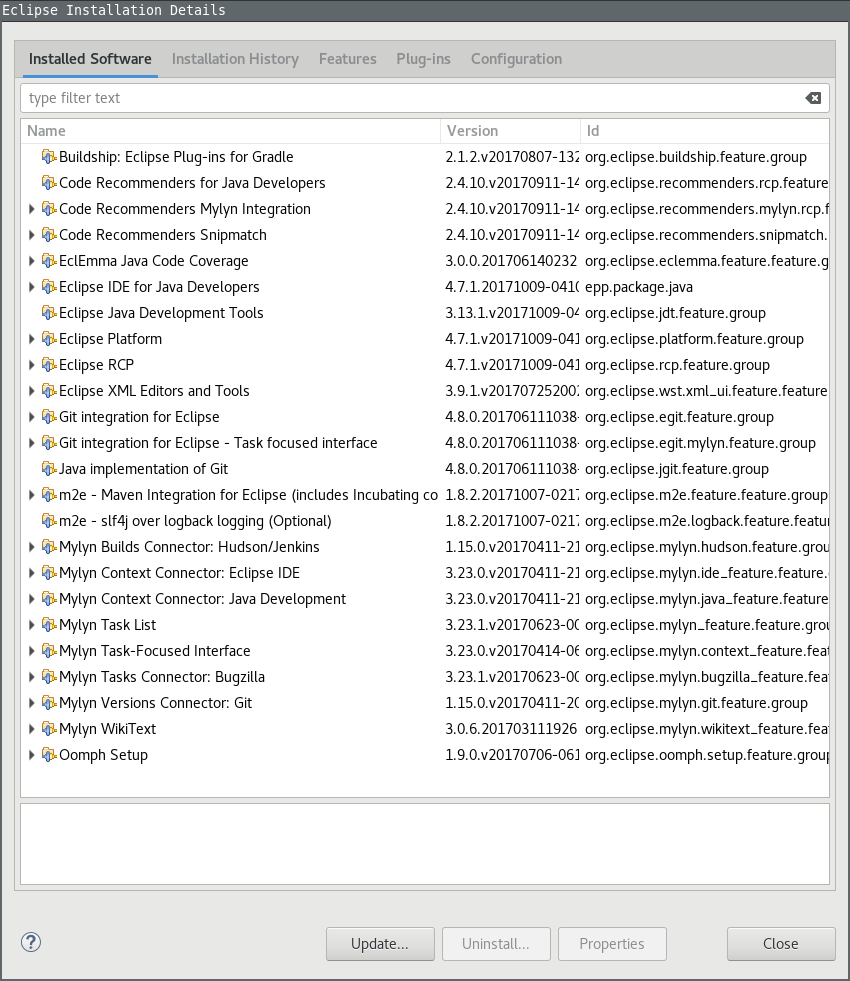 Eclipse Installation Details
Installed Software Installation History Features Plug-ins Configuration
type filter text
Name Version Id
Buildship: Eclipse Plug-ins for Gradle 2.1.2.v20170807-132 org.eclipse.buildship.feature.group
Code Recommenders for Java Developers 2.4.10.v20170911-14 org.eclipse.recommenders.rcp.feature
Code Recommenders Mylyn Integration 2.4.10.v20170911-14 org.eclipse.recommenders.mylyn.rcp.f
Code Recommenders Snipmatch 2.4.10.v20170911-14 org.eclipse.recommenders.snipmatch.
EclEmma Java Code Coverage 3.0.0.201706140232 org.eclipse.eclemma.feature.feature.g
Eclipse IDE for Java Developers 4.7.1.20171009-0410 epp.package.java
Eclipse Java Development Tools 3.13.1.v20171009-04 org.eclipse.jdt.feature.group
Eclipse Platform 4.7.1.v20171009-041 org.eclipse.platform.feature.group
Eclipse RCP 4.7.1.v20171009-041 org.eclipse.rcp.feature.group
Eclipse XML Editors and Tools 3.9.1.v201707252002 org.eclipse.wst.xml_ui.feature.feature
Git integration for Eclipse 4.8.0.201706111038- org.eclipse.egit.feature.group
Git integration for Eclipse - Task focused interface 4.8.0.201706111038- org.eclipse.egit.mylyn.feature.group
Java implementation of Git 4.8.0.201706111038- org.eclipse.jgit.feature.group
m2e - Maven Integration for Eclipse (includes Incubating co 1.8.2.20171007-0217 org.eclipse.m2e.feature.feature.group
m2e - slf4j over logback logging (Optional) 1.8.2.20171007-0217 org.eclipse.m2e.logback.feature.featur
Mylyn Builds Connector: Hudson/Jenkins 1.15.0.v20170411-21 org.eclipse.mylyn.hudson.feature.grou
Mylyn Context Connector: Eclipse IDE 3.23.0.v20170411-21 org.eclipse.mylyn.ide_feature.feature.
Mylyn Context Connector: Java Development 3.23.0.v20170411-21 org.eclipse.mylyn.java_feature.feature
Mylyn Task List 3.23.1.v20170623-00 org.eclipse.mylyn_feature.feature.grou
Mylyn Task-Focused Interface 3.23.0.v20170414-06 org.eclipse.mylyn.context_feature.feat
Mylyn Tasks Connector: Bugzilla 3.23.1.v20170623-00 org.eclipse.mylyn.bugzilla_feature.fea
Mylyn Versions Connector: Git 1.15.0.v20170411-20 org.eclipse.mylyn.git.feature.group
Mylyn WikiText 3.0.6.201703111926 org.eclipse.mylyn.wikitext_feature.fea
Oomph Setup 1.9.0.v20170706-061 org.eclipse.oomph.setup.feature.group
Update... Uninstall... Properties Close